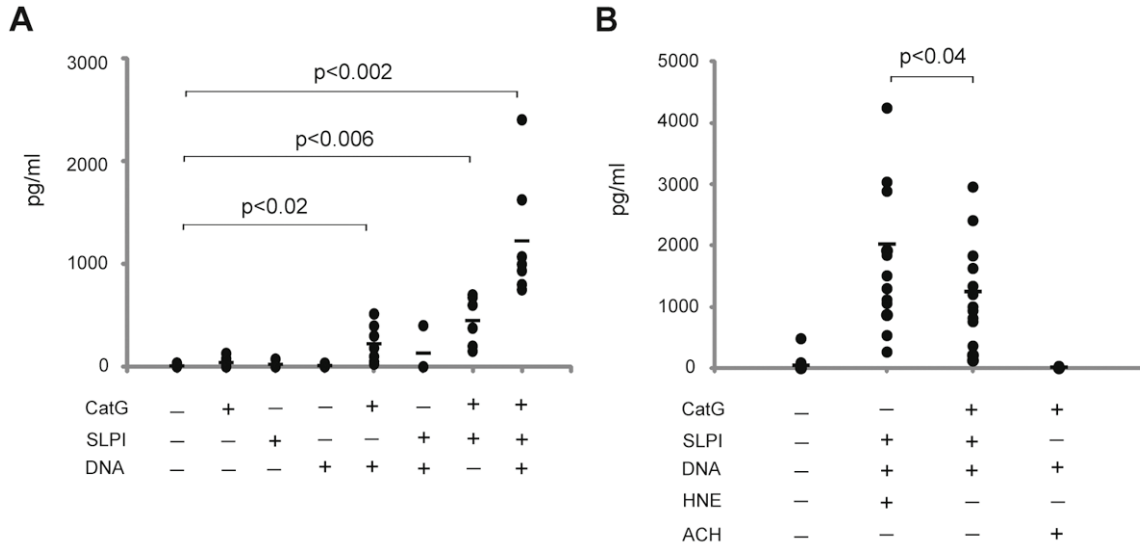 A
3000
2000
1000
0
pg/ml
p<0.002
p<0.006
p<0.02
CatG – + – – + – + +
SLPI – – + – – + + +
DNA – – – + + + – +
B
5000
4000
3000
2000
1000
0
pg/ml
p<0.04
CatG – – + +
SLPI – + + –
DNA – + + +
HNE – + – –
ACH – – – +